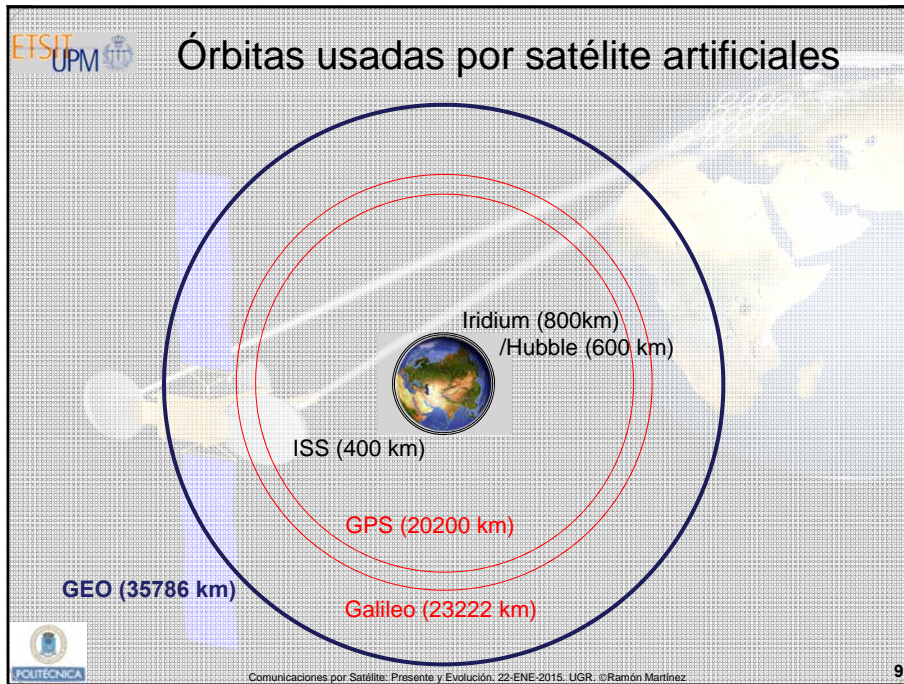 ETSIT
UPM
Órbitas usadas por satélite artificiales
Iridium (800km)
/Hubble (600 km)
ISS (400 km)
GPS (20200 km)
GEO (35786 km)
Galileo (23222 km)
POLITÉCNICA
Comunicaciones por Satélite: Presente y Evolución. 22-ENE-2015. UGR. ©Ramón Martínez
9